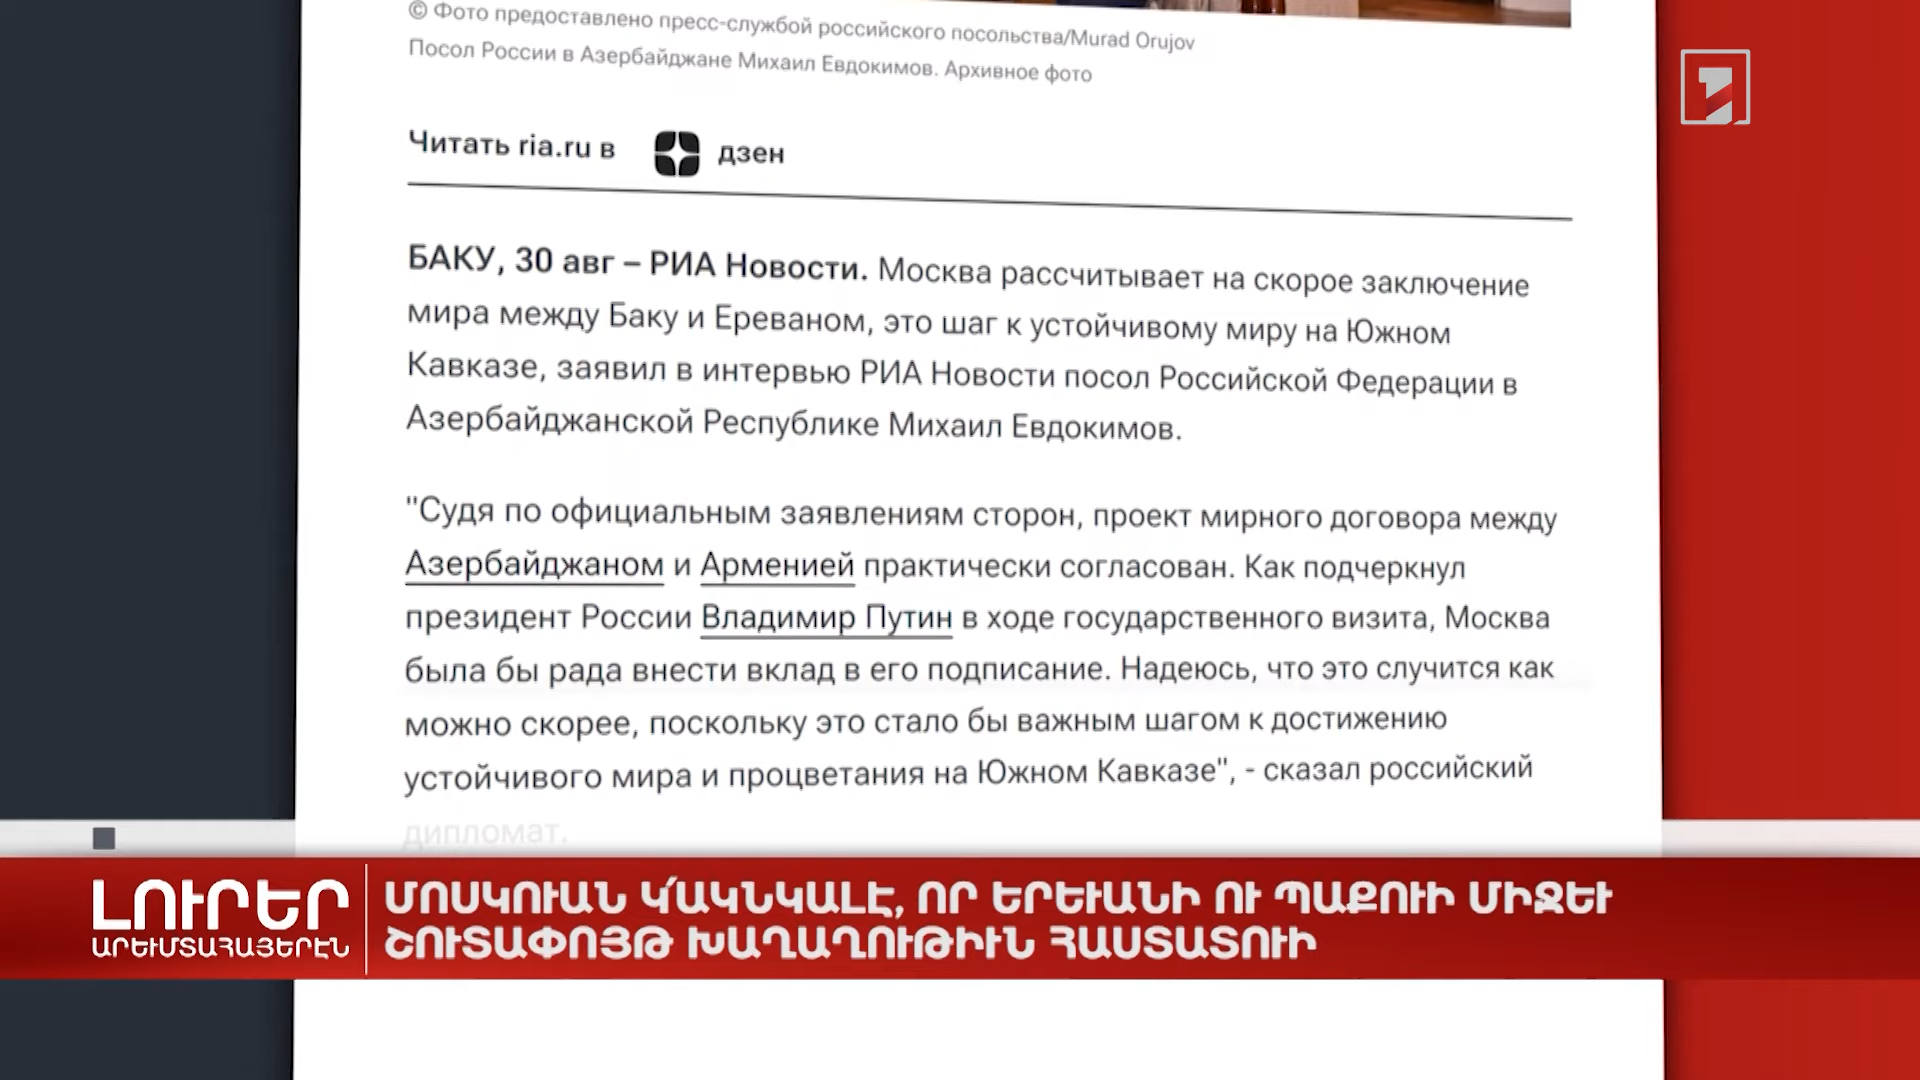 © Фото предоставлено пресс-службой российского посольства/Murad Orujov
Посол России в Азербайджане Михаил Евдокимов. Архивное фото
Читать ria.ru в дзен
БАКУ, 30 авг – РИА Новости. Москва рассчитывает на скорое заключение
мира между Баку и Ереваном, это шаг к устойчивому миру на Южном
Кавказе, заявил в интервью РИА Новости посол Российской Федерации в
Азербайджанской Республике Михаил Евдокимов.
"Судя по официальным заявлениям сторон, проект мирного договора между
Азербайджаном и Арменией практически согласован. Как подчеркнул
президент России Владимир Путин в ходе государственного визита, Москва
была бы рада внести вклад в его подписание. Надеюсь, что это случится как
можно скорее, поскольку это стало бы важным шагом к достижению
устойчивого мира и процветания на Южном Кавказе", - сказал российский
дипломат.
ԼՈՒՐԵՐ
ԱՐԵՒՄՏԱՀԱՅԵՐԷՆ
ՄՈՍԿՈՒԱՆ Կ՛ԱԿՆԿԱԼԷ, ՈՐ ԵՐԵՒԱՆԻ ՈՒ ՊԱՔՈՒԻ ՄԻՋԵՒ
ՇՈՒՏԱՓՈՅԹ ԽԱՂԱՂՈՒԹԻՒՆ ՀԱՍՏԱՏՈՒԻ